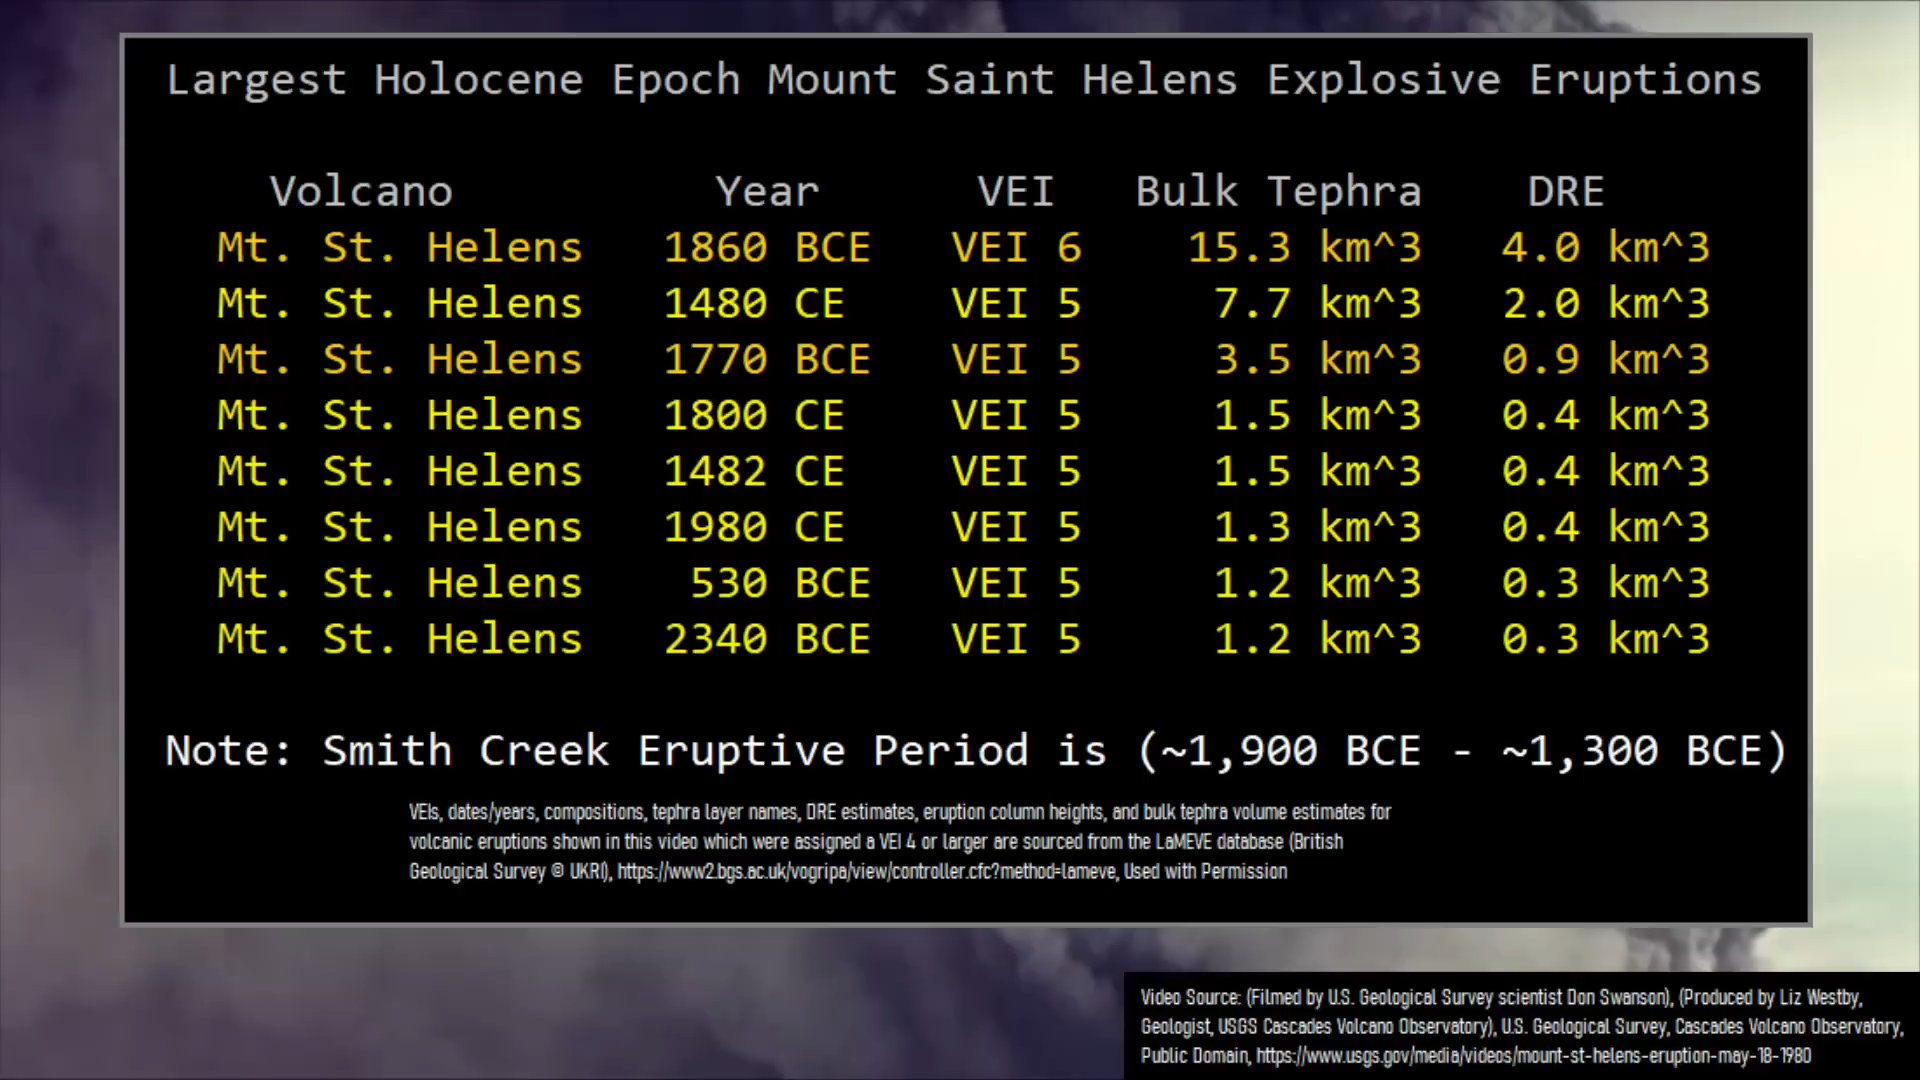 Largest Holocene Epoch Mount Saint Helens Explosive Eruptions
Volcano Year VEI Bulk Tephra DRE
Mt. St. Helens 1860 BCE VEI 6 15.3 km^3 4.0 km^3
Mt. St. Helens 1480 CE VEI 5 7.7 km^3 2.0 km^3
Mt. St. Helens 1770 BCE VEI 5 3.5 km^3 0.9 km^3
Mt. St. Helens 1800 CE VEI 5 1.5 km^3 0.4 km^3
Mt. St. Helens 1482 CE VEI 5 1.5 km^3 0.4 km^3
Mt. St. Helens 1980 CE VEI 5 1.3 km^3 0.4 km^3
Mt. St. Helens 530 BCE VEI 5 1.2 km^3 0.3 km^3
Mt. St. Helens 2340 BCE VEI 5 1.2 km^3 0.3 km^3
Note: Smith Creek Eruptive Period is (~1,900 BCE - ~1,300 BCE)
VEIs, dates/years, compositions, tephra layer names, DRE estimates, eruption column heights, and bulk tephra volume estimates for
volcanic eruptions shown in this video which were assigned a VEI 4 or larger are sourced from the LaMEVE database (British
Geological Survey © UKRI), https://www2.bgs.ac.uk/vogripa/view/controller.cfc?method=lameve, Used with Permission
Video Source: (Filmed by U.S. Geological Survey scientist Don Swanson), (Produced by Liz Westby,
Geologist, USGS Cascades Volcano Observatory), U.S. Geological Survey, Cascades Volcano Observatory,
Public Domain, https://www.usgs.gov/media/videos/mount-st-helens-eruption-may-18-1980